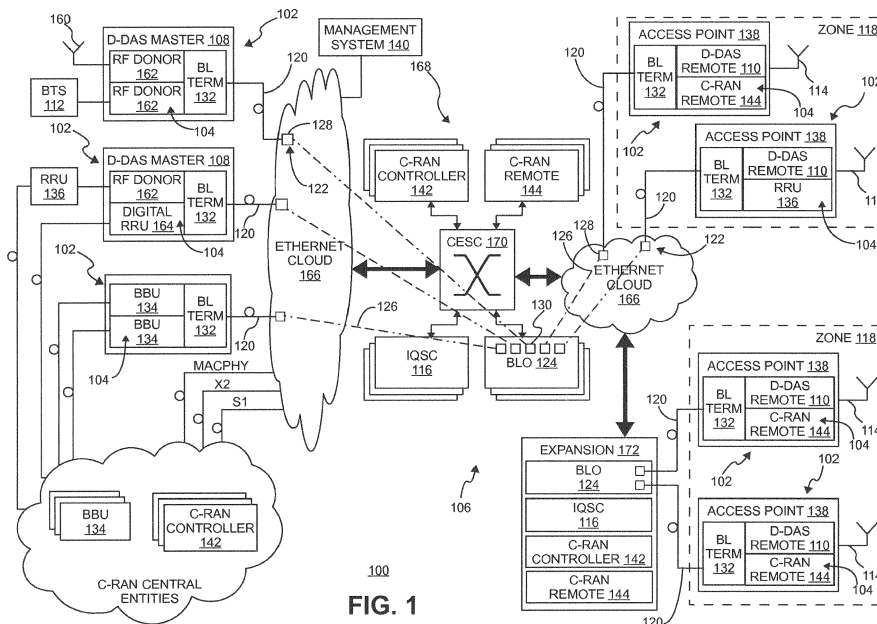 160
D-DAS MASTER 108
RF DONOR
162
BL
TERM
132
RF DONOR
162
104
102
BTS
112
120
MANAGEMENT
SYSTEM 140
168
128
122
102
D-DAS MASTER 108
RF DONOR
162
DIGITAL
RRU 164
BL
TERM
132
104
120
RRU
136
ETHERNET
CLOUD
166
102
BBU
134
BBU
134
BL
TERM
132
104
120
126
MACPHY
X2
S1
BBU
134
C-RAN
CONTROLLER
142
C-RAN CENTRAL
ENTITIES
C-RAN
CONTROLLER
142
C-RAN
REMOTE
144
CESC 170
IQSC
116
130
BLO 124
106
100
FIG. 1
ZONE 118
ACCESS POINT 138
BL
TERM
132
D-DAS
REMOTE 110
C-RAN
REMOTE 144
104
114
102
120
102
ACCESS POINT 138
BL
TERM
132
D-DAS
REMOTE 110
RRU
136
104
120
126
128
122
ETHERNET
CLOUD
166
EXPANSION 172
BLO
124
IQSC
116
C-RAN
CONTROLLER 142
C-RAN
REMOTE 144
ZONE 118
ACCESS POINT 138
BL
TERM
132
D-DAS
REMOTE 110
C-RAN
REMOTE 144
104
114
120
102
102
ACCESS POINT 138
BL
TERM
132
D-DAS
REMOTE 110
C-RAN
REMOTE 144
104
114
120